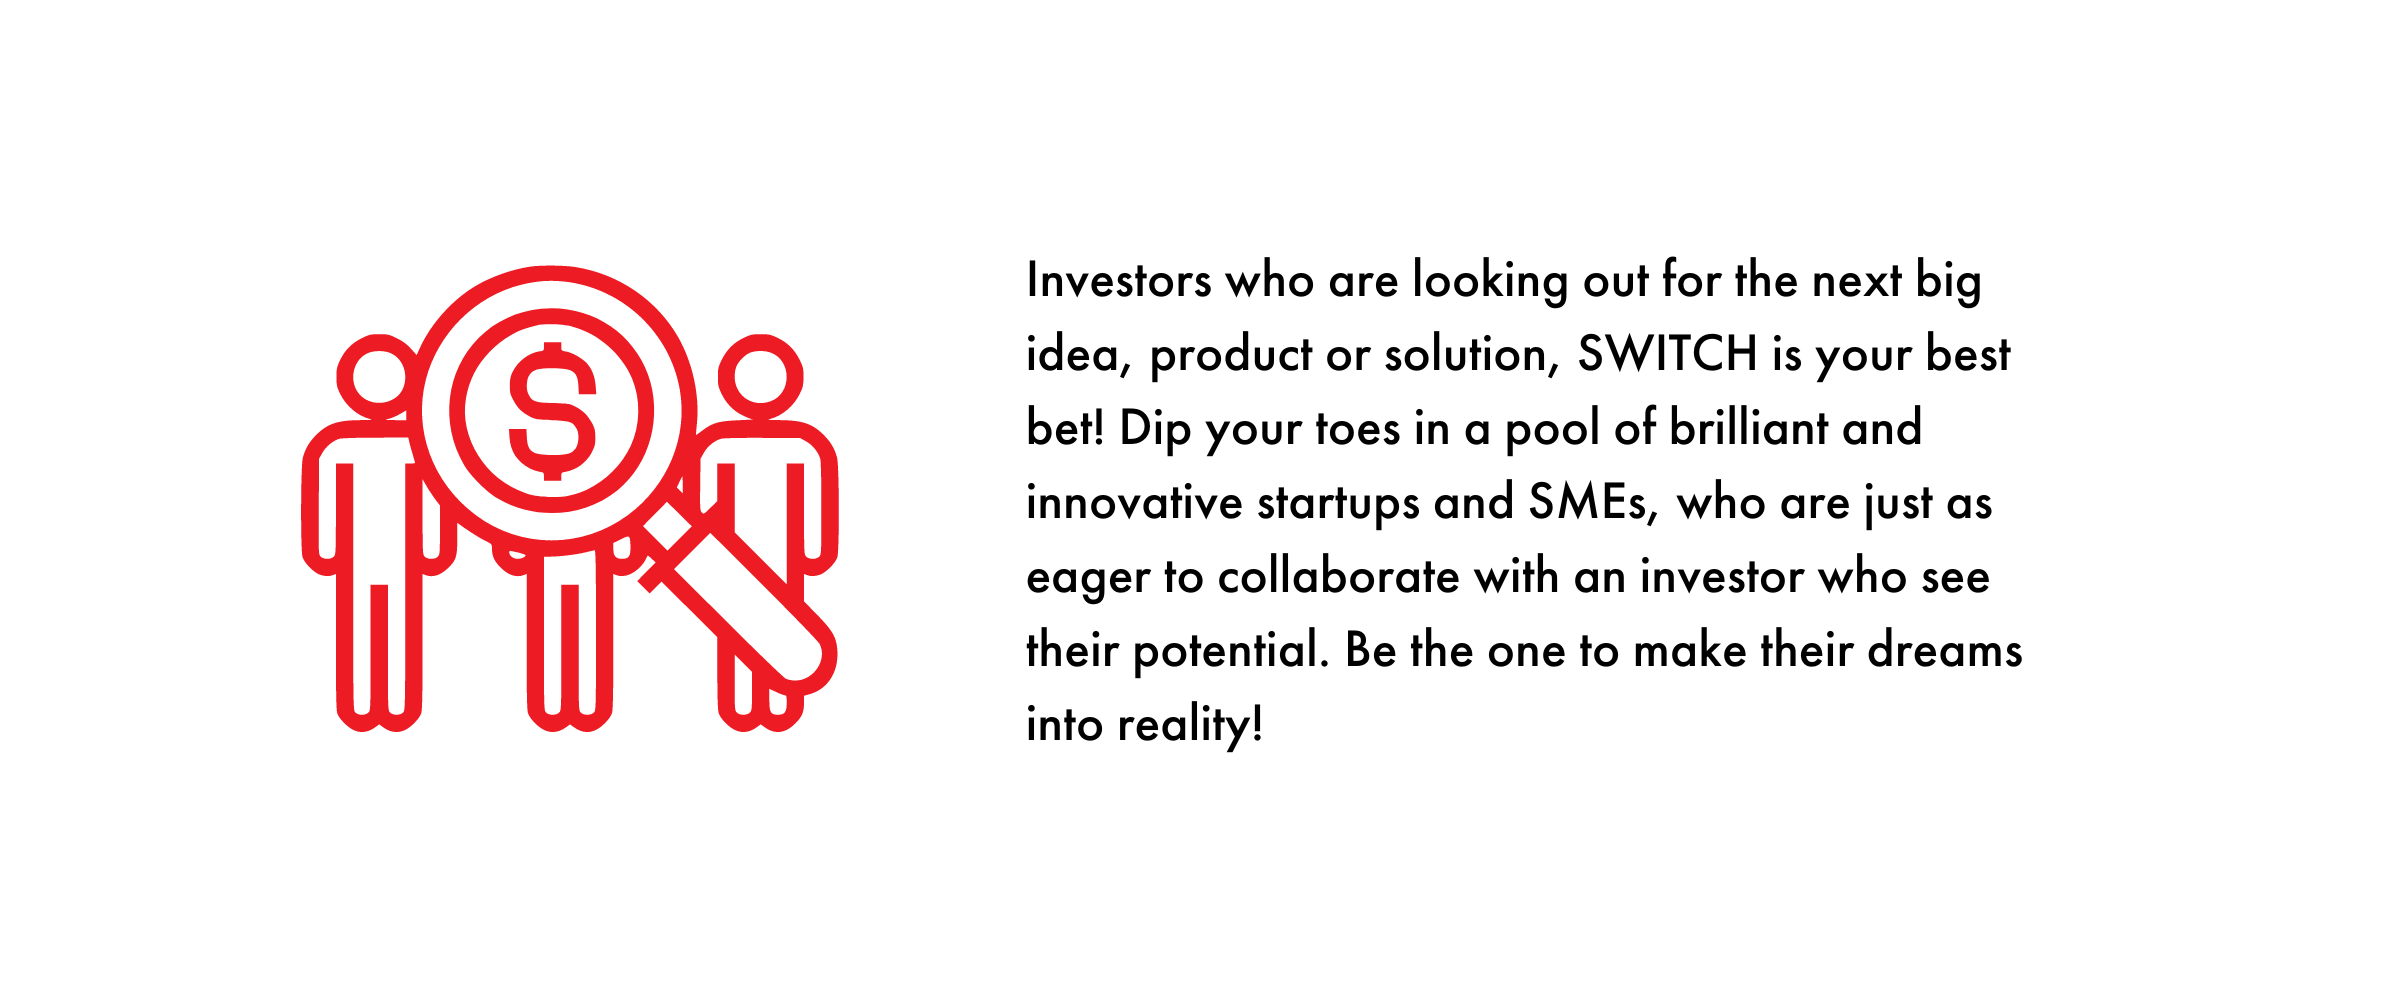 $
Investors who are looking out for the next big
idea, product or solution, SWITCH is your best
bet! Dip your toes in a pool of brilliant and
innovative startups and SMEs, who are just as
eager to collaborate with an investor who see
their potential. Be the one to make their dreams
into reality!